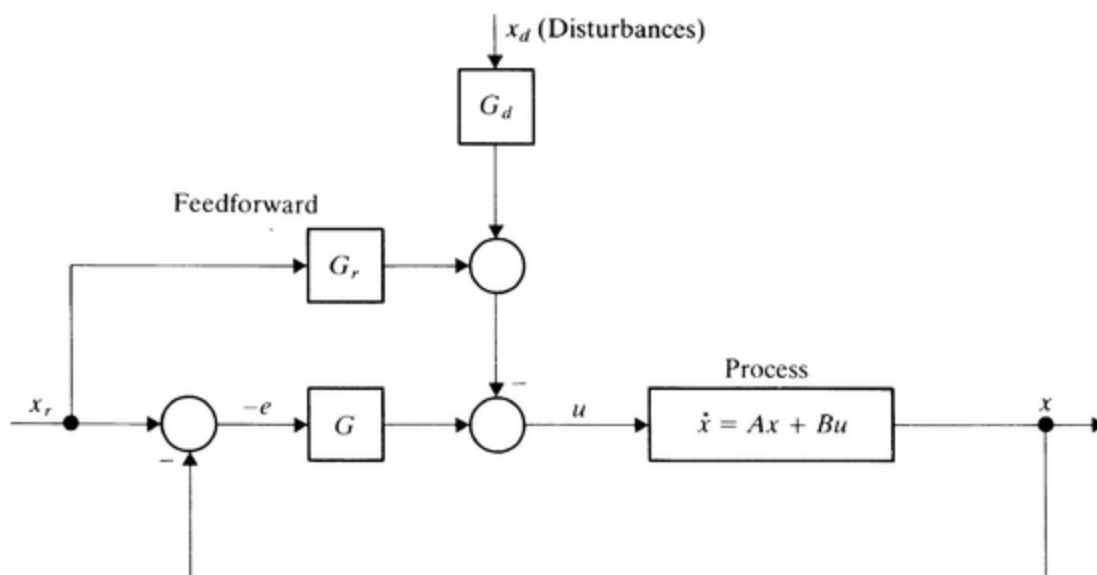 x_d (Disturbances)
G_d
Feedforward
G_r
Process
x_r
−
−e
G
−
u
ẋ = Ax + Bu
x